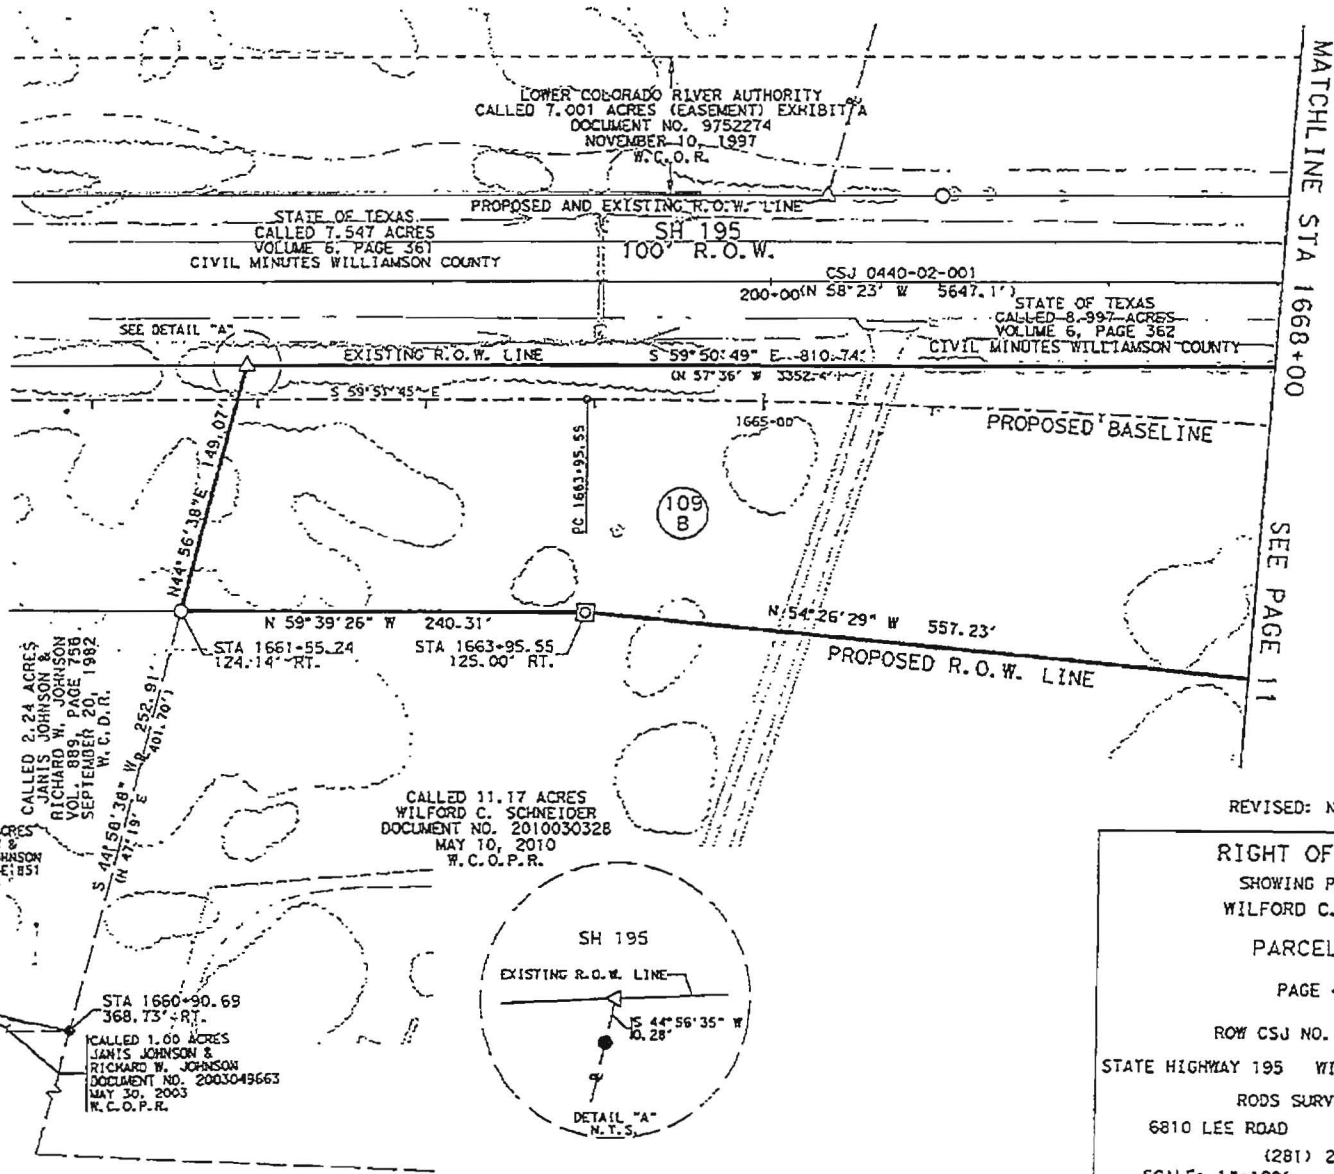 LOWER COLORADO RIVER AUTHORITY
CALLED 7.001 ACRES (EASEMENT) EXHIBIT A
DOCUMENT NO. 9752274
NOVEMBER 10, 1997
W.C.O.R.
PROPOSED AND EXISTING R.O.W. LINE
STATE OF TEXAS
CALLED 7.547 ACRES
VOLUME 6, PAGE 361
CIVIL MINUTES WILLIAMSON COUNTY
SH 195
100' R.O.W.
CSJ 0440-02-001
200+00 (N 58°23' W 5647.1')
STATE OF TEXAS
CALLED 8.997 ACRES
VOLUME 6, PAGE 362
CIVIL MINUTES WILLIAMSON COUNTY
MATCHLINE STA 1668+00
SEE PAGE 11
SEE DETAIL "A"
EXISTING R.O.W. LINE
S 59°50'49" E 810.74'
(N 57°36' W 3352.4')
S 59°51'45" E
1665+00
PROPOSED BASELINE
PC 1663+95.55
109
B
N44°56'38"E 149.07'
N 59°39'26" W 240.31'
STA 1661+55.24
124.14' RT.
STA 1663+95.55
125.00' RT.
N 54°26'29" W 557.23'
PROPOSED R.O.W. LINE
CALLED 2.24 ACRES
JANIS JOHNSON &
RICHARD W. JOHNSON
VOL. 889, PAGE 756
SEPTEMBER 20, 1982
W.C.D.R.
S 44°56'38" W 252.91'
(N 47°19' E 401.70')
ACRES
&
JOHNSON
CALLED 11.17 ACRES
WILFORD C. SCHNEIDER
DOCUMENT NO. 2010030328
MAY 10, 2010
W.C.O.P.R.
STA 1660+90.69
368.73' RT.
CALLED 1.00 ACRES
JANIS JOHNSON &
RICHARD W. JOHNSON
DOCUMENT NO. 2003049663
MAY 30, 2003
W.C.O.P.R.
SH 195
EXISTING R.O.W. LINE
S 44°56'35" W
0.28'
DETAIL "A"
N.T.S.
REVISED: N
RIGHT OF
SHOWING P
WILFORD C.
PARCEL
PAGE
ROW CSJ NO.
STATE HIGHWAY 195 WI
RODS SURV
6810 LEE ROAD
(281) 2